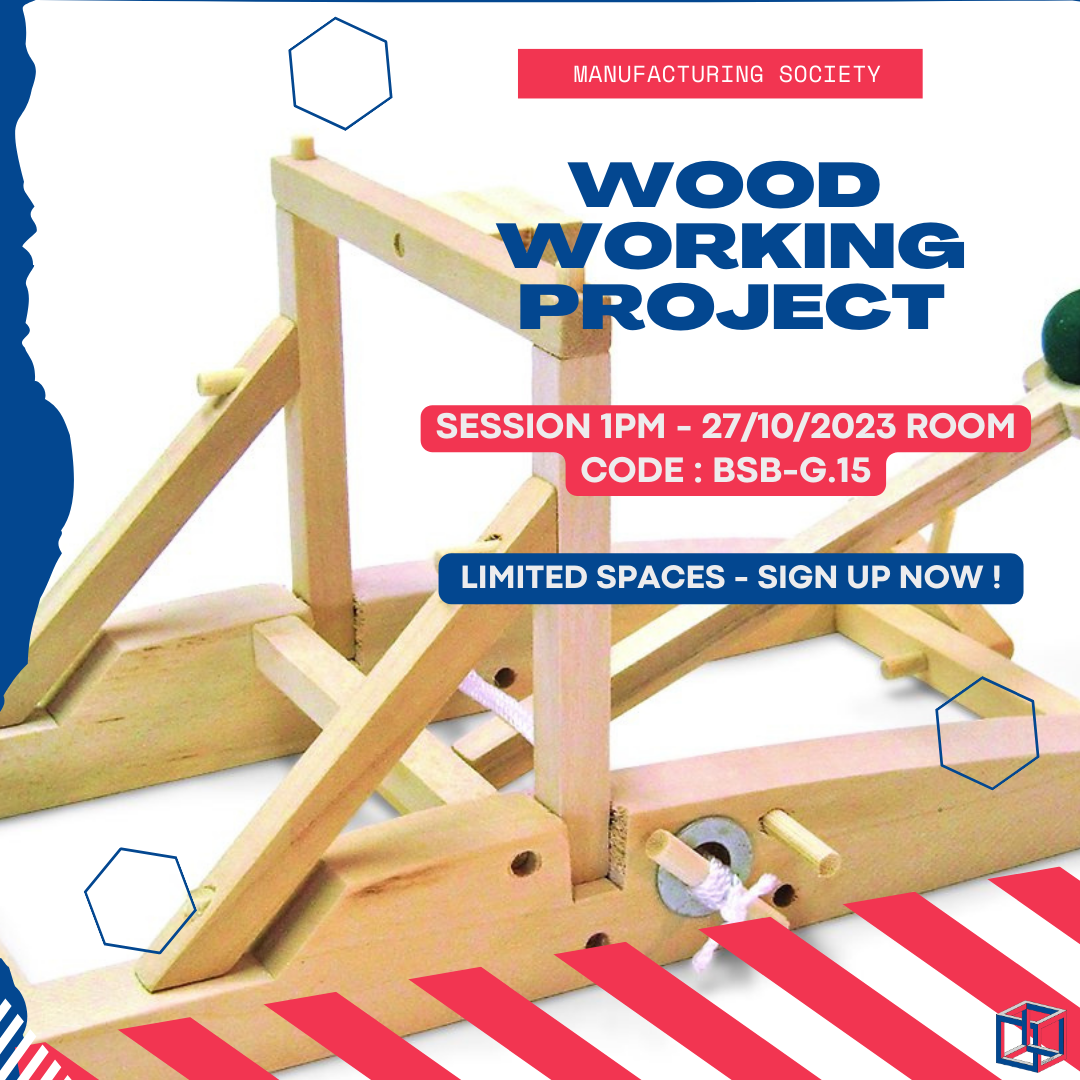 MANUFACTURING SOCIETY
WOOD
WORKING
PROJECT
SESSION 1PM - 27/10/2023 ROOM
CODE : BSB-G.15
LIMITED SPACES - SIGN UP NOW !